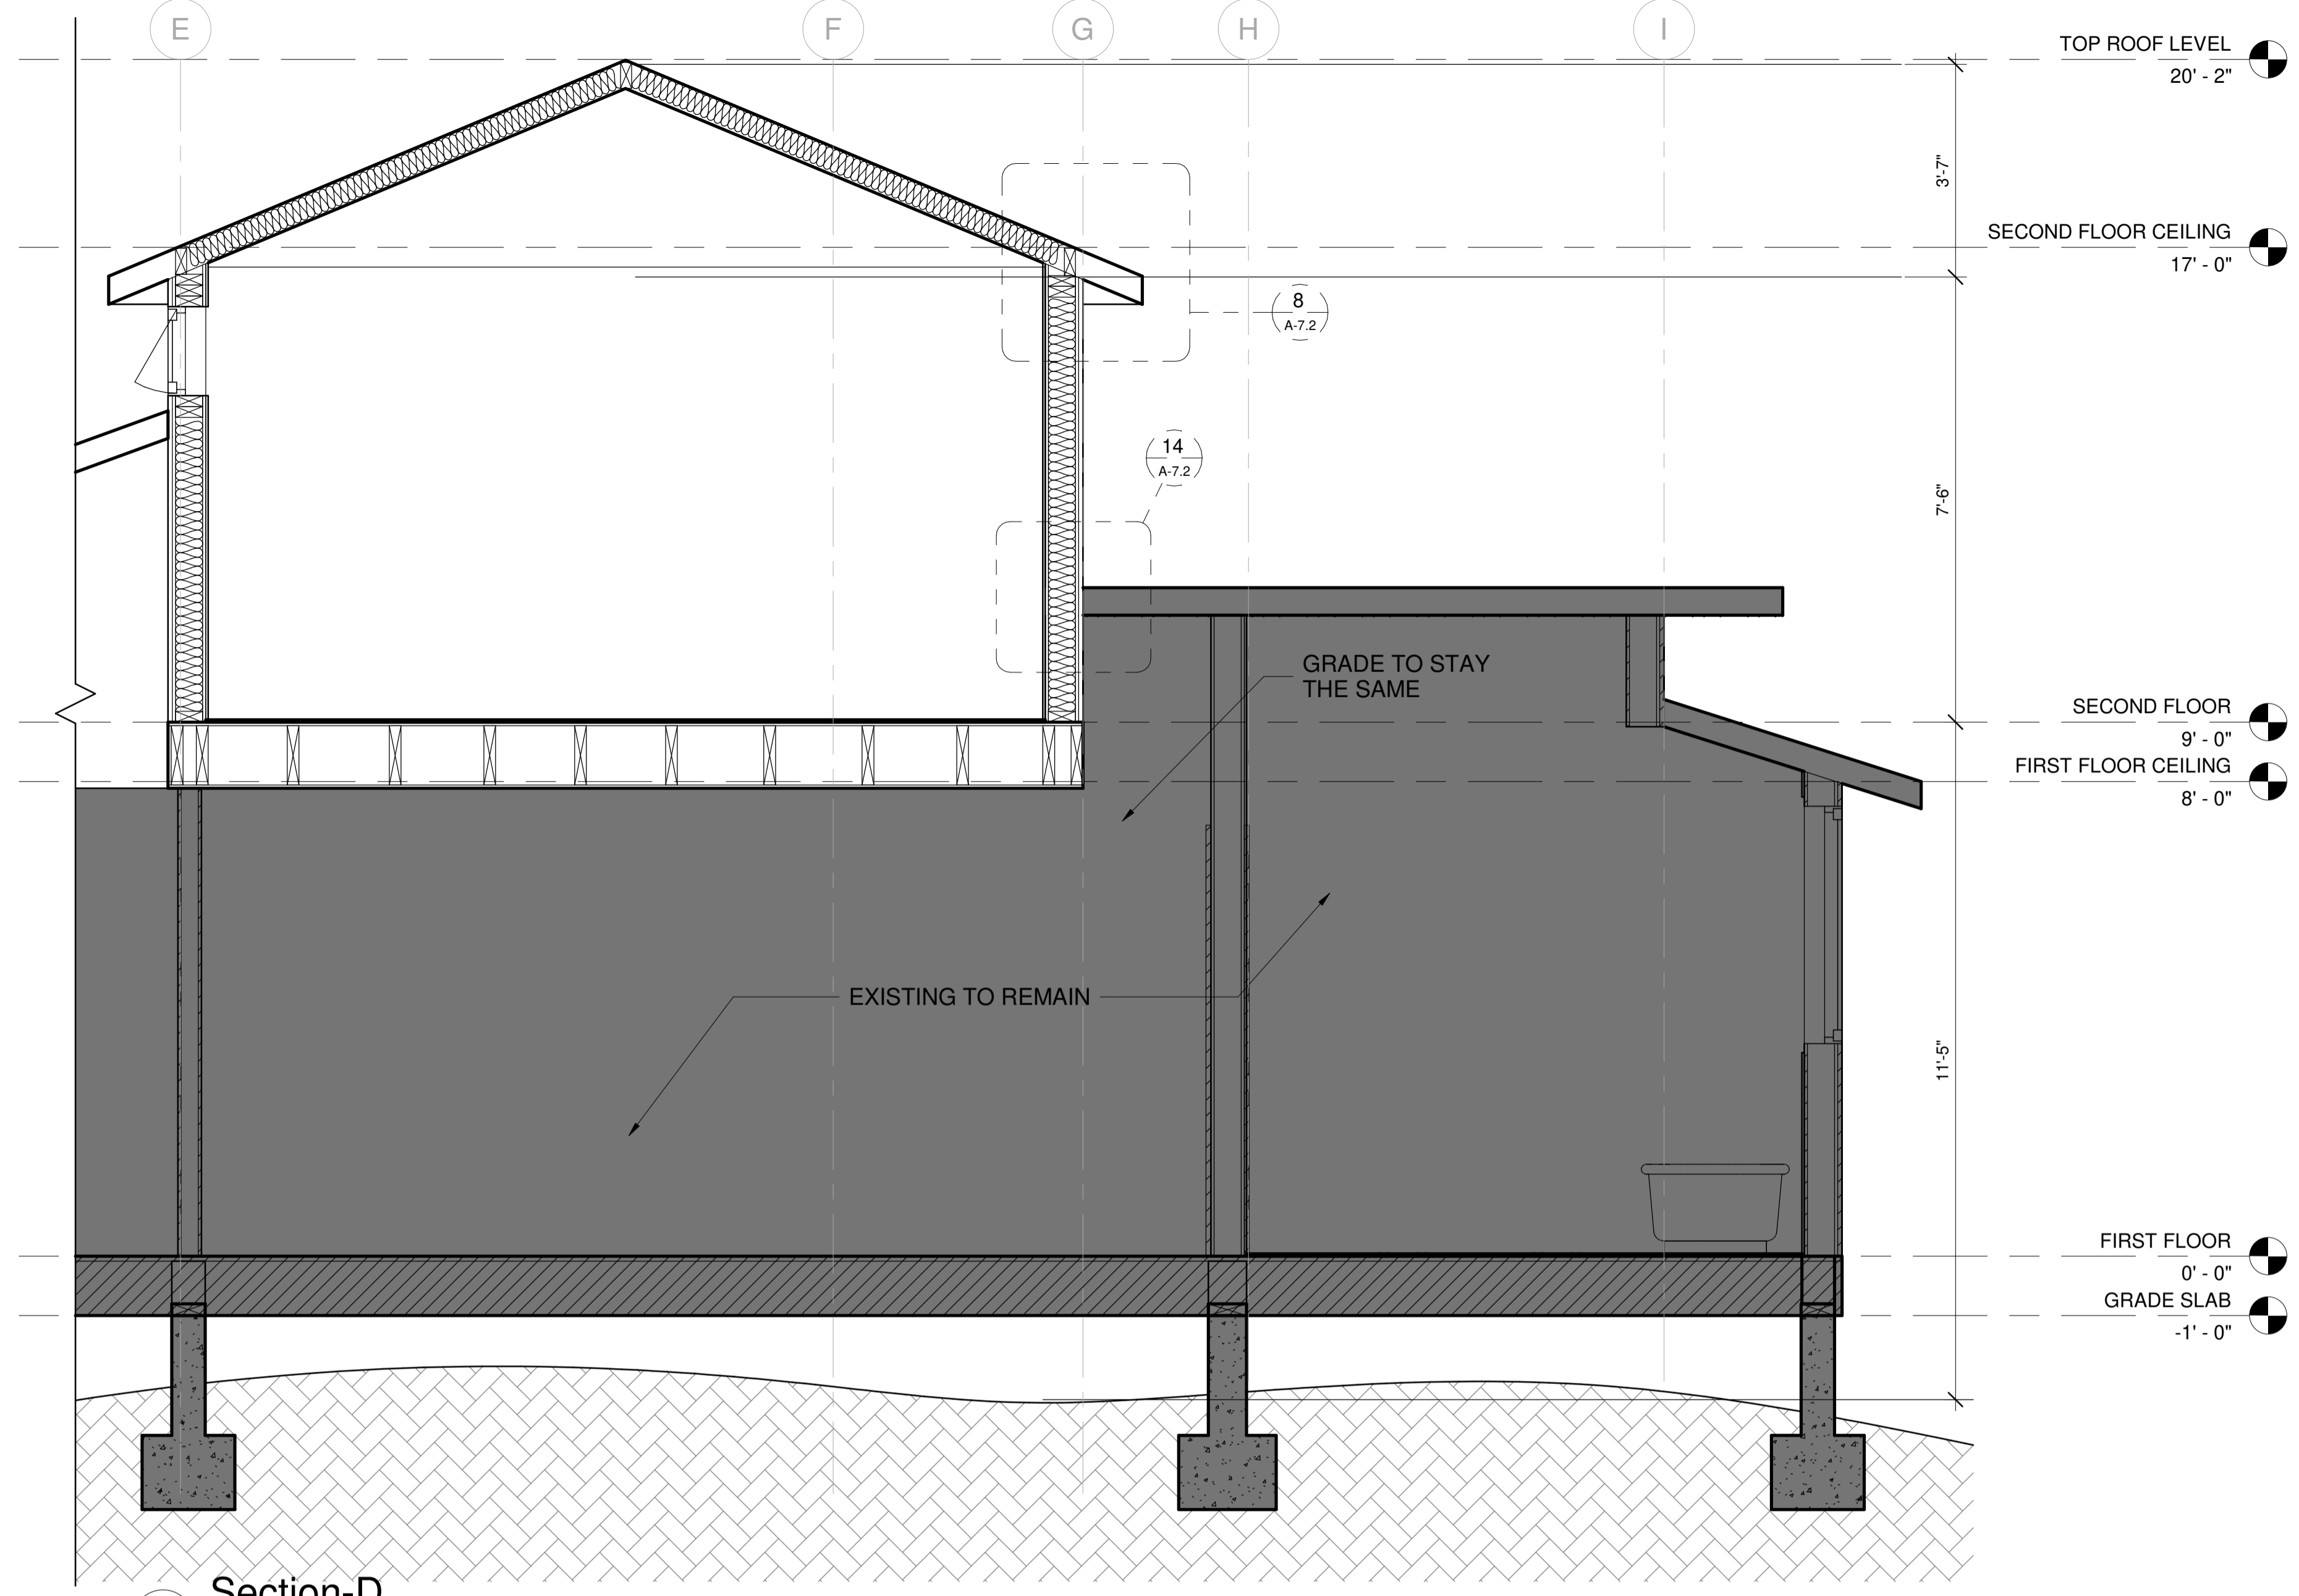 E
F
G
H
I
TOP ROOF LEVEL
20' - 2"
3'-7"
SECOND FLOOR CEILING
17' - 0"
8
A-7.2
14
A-7.2
7'-6"
GRADE TO STAY
THE SAME
SECOND FLOOR
9' - 0"
FIRST FLOOR CEILING
8' - 0"
EXISTING TO REMAIN
11'-5"
FIRST FLOOR
0' - 0"
GRADE SLAB
-1' - 0"
Section-D